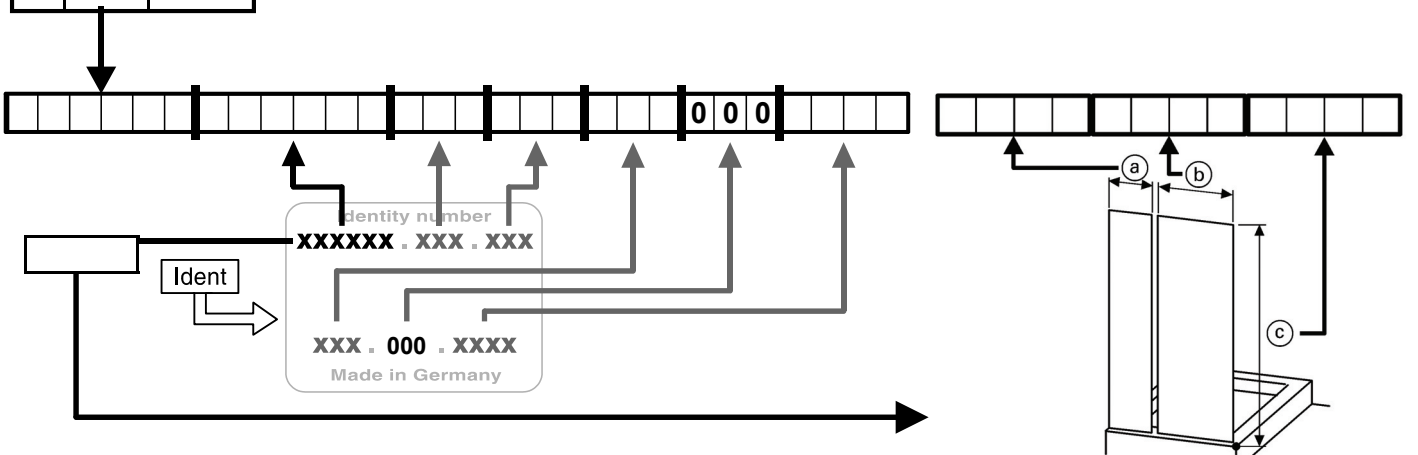 0 0 0
a
b
Identity number
xxxxxx . xxx . xxx
Ident
c
xxx . 000 . xxxx
Made in Germany